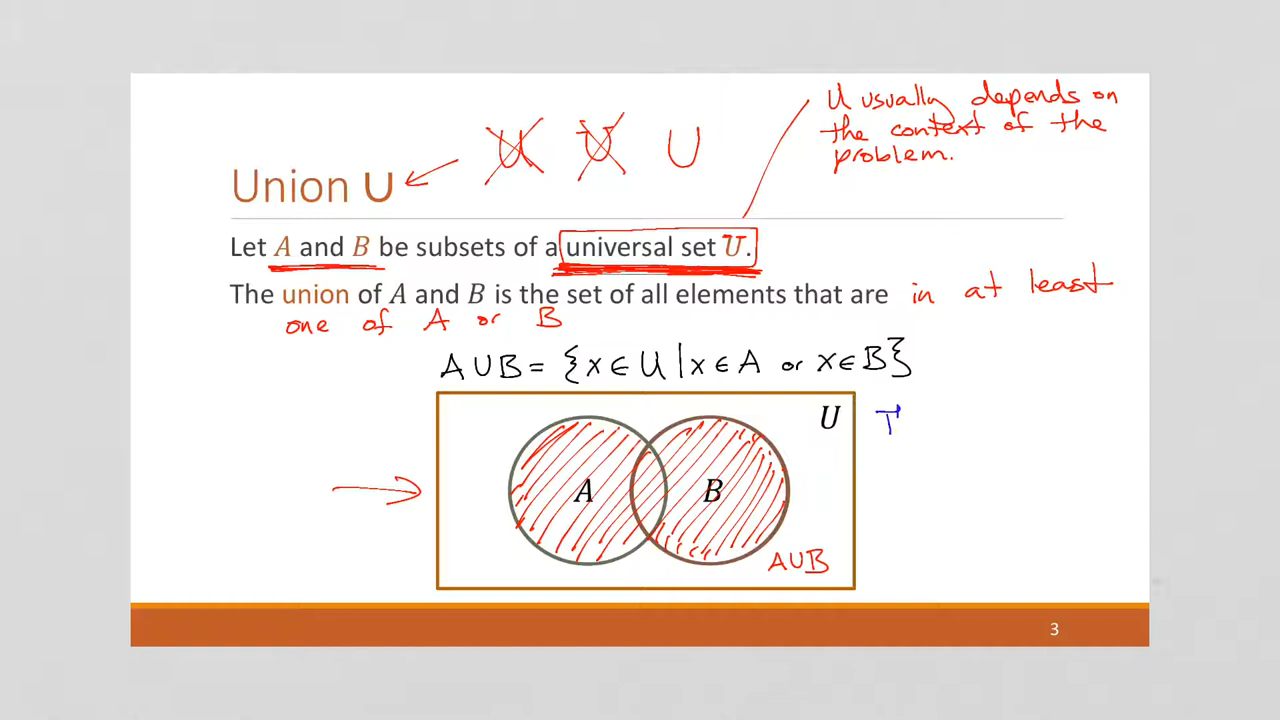 U usually depends on
the context of the
problem.
U U U
Union ∪
Let A and B be subsets of a universal set U.
The union of A and B is the set of all elements that are in at least
one of A or B
A∪B = {x ∈ U | x ∈ A or x ∈ B}
U T
A B
A∪B
3